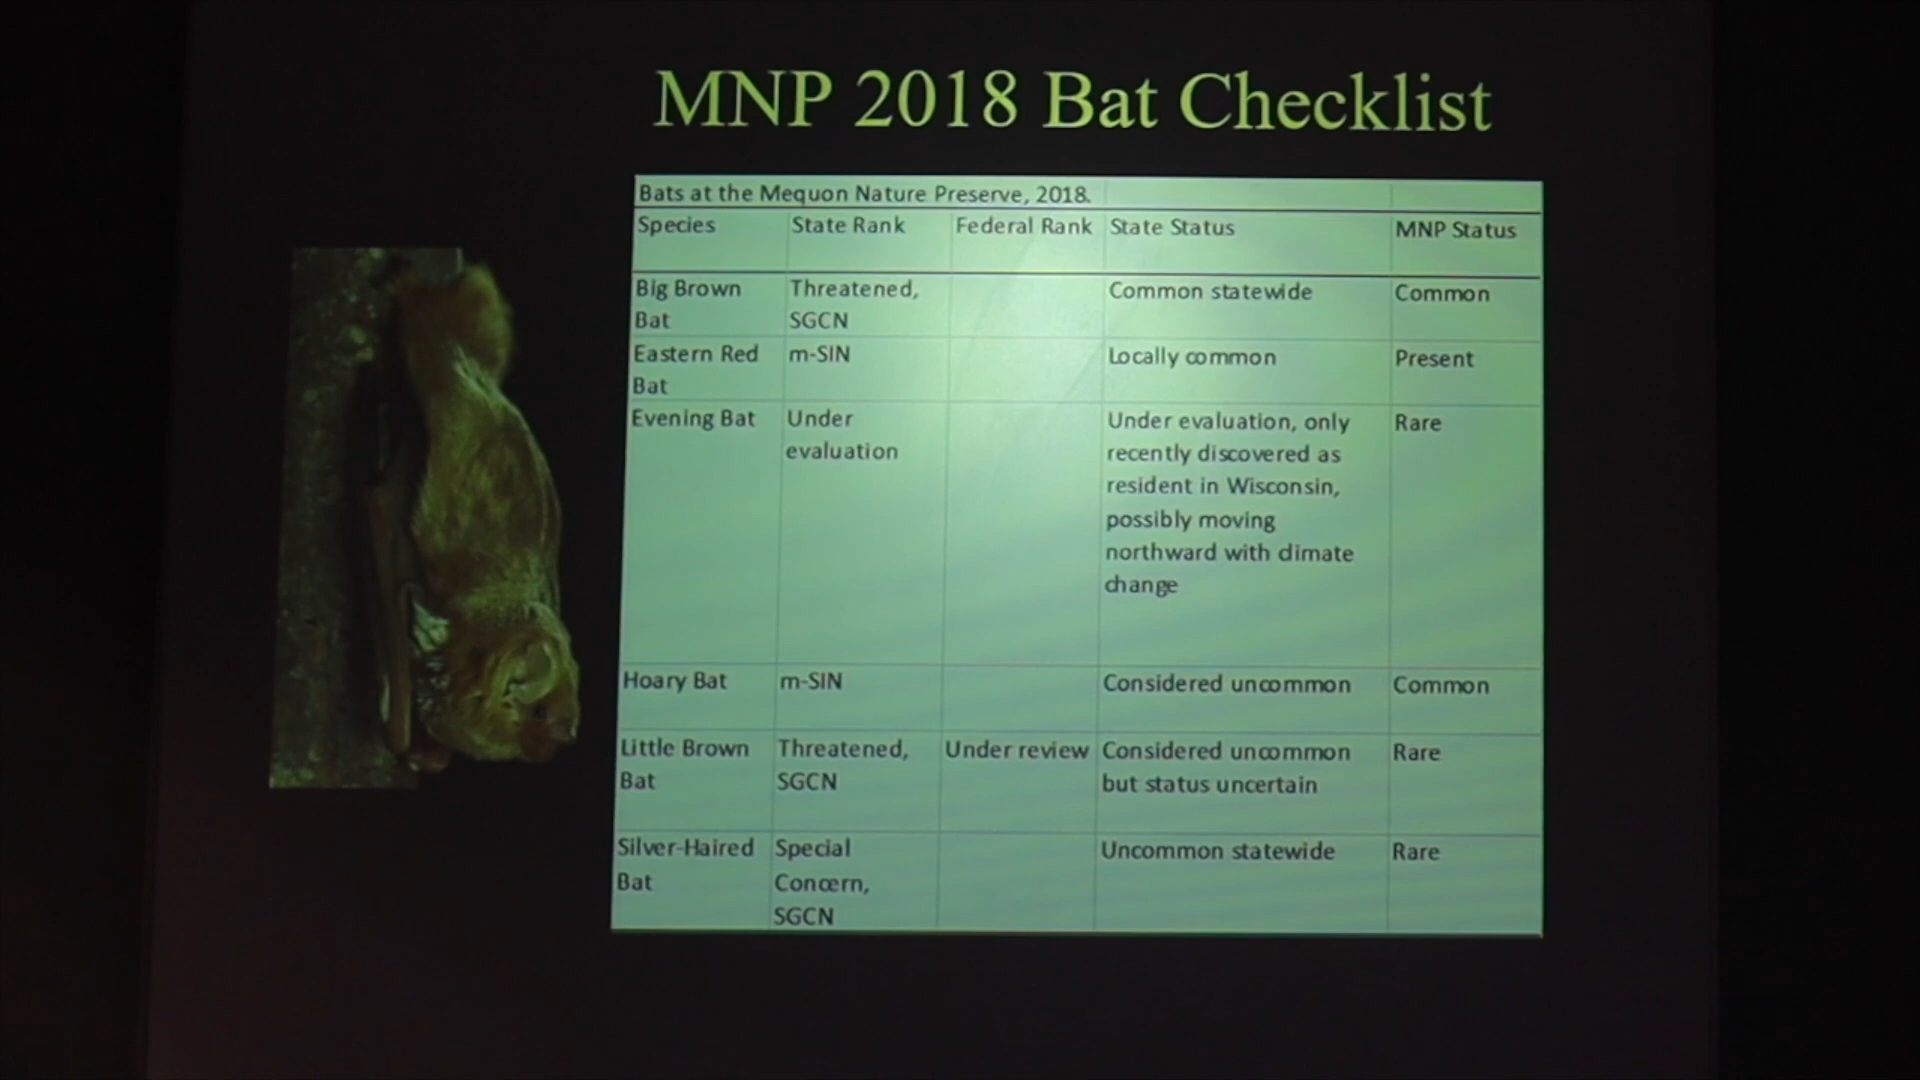 MNP 2018 Bat Checklist
Bats at the Mequon Nature Preserve, 2018.
Species State Rank Federal Rank State Status MNP Status
Big Brown Threatened, Common statewide Common
Bat SGCN
Eastern Red m-SIN Locally common Present
Bat
Evening Bat Under Under evaluation, only Rare
evaluation recently discovered as
resident in Wisconsin,
possibly moving
northward with climate
change
Hoary Bat m-SIN Considered uncommon Common
Little Brown Threatened, Under review Considered uncommon Rare
Bat SGCN but status uncertain
Silver-Haired Special Uncommon statewide Rare
Bat Concern,
SGCN